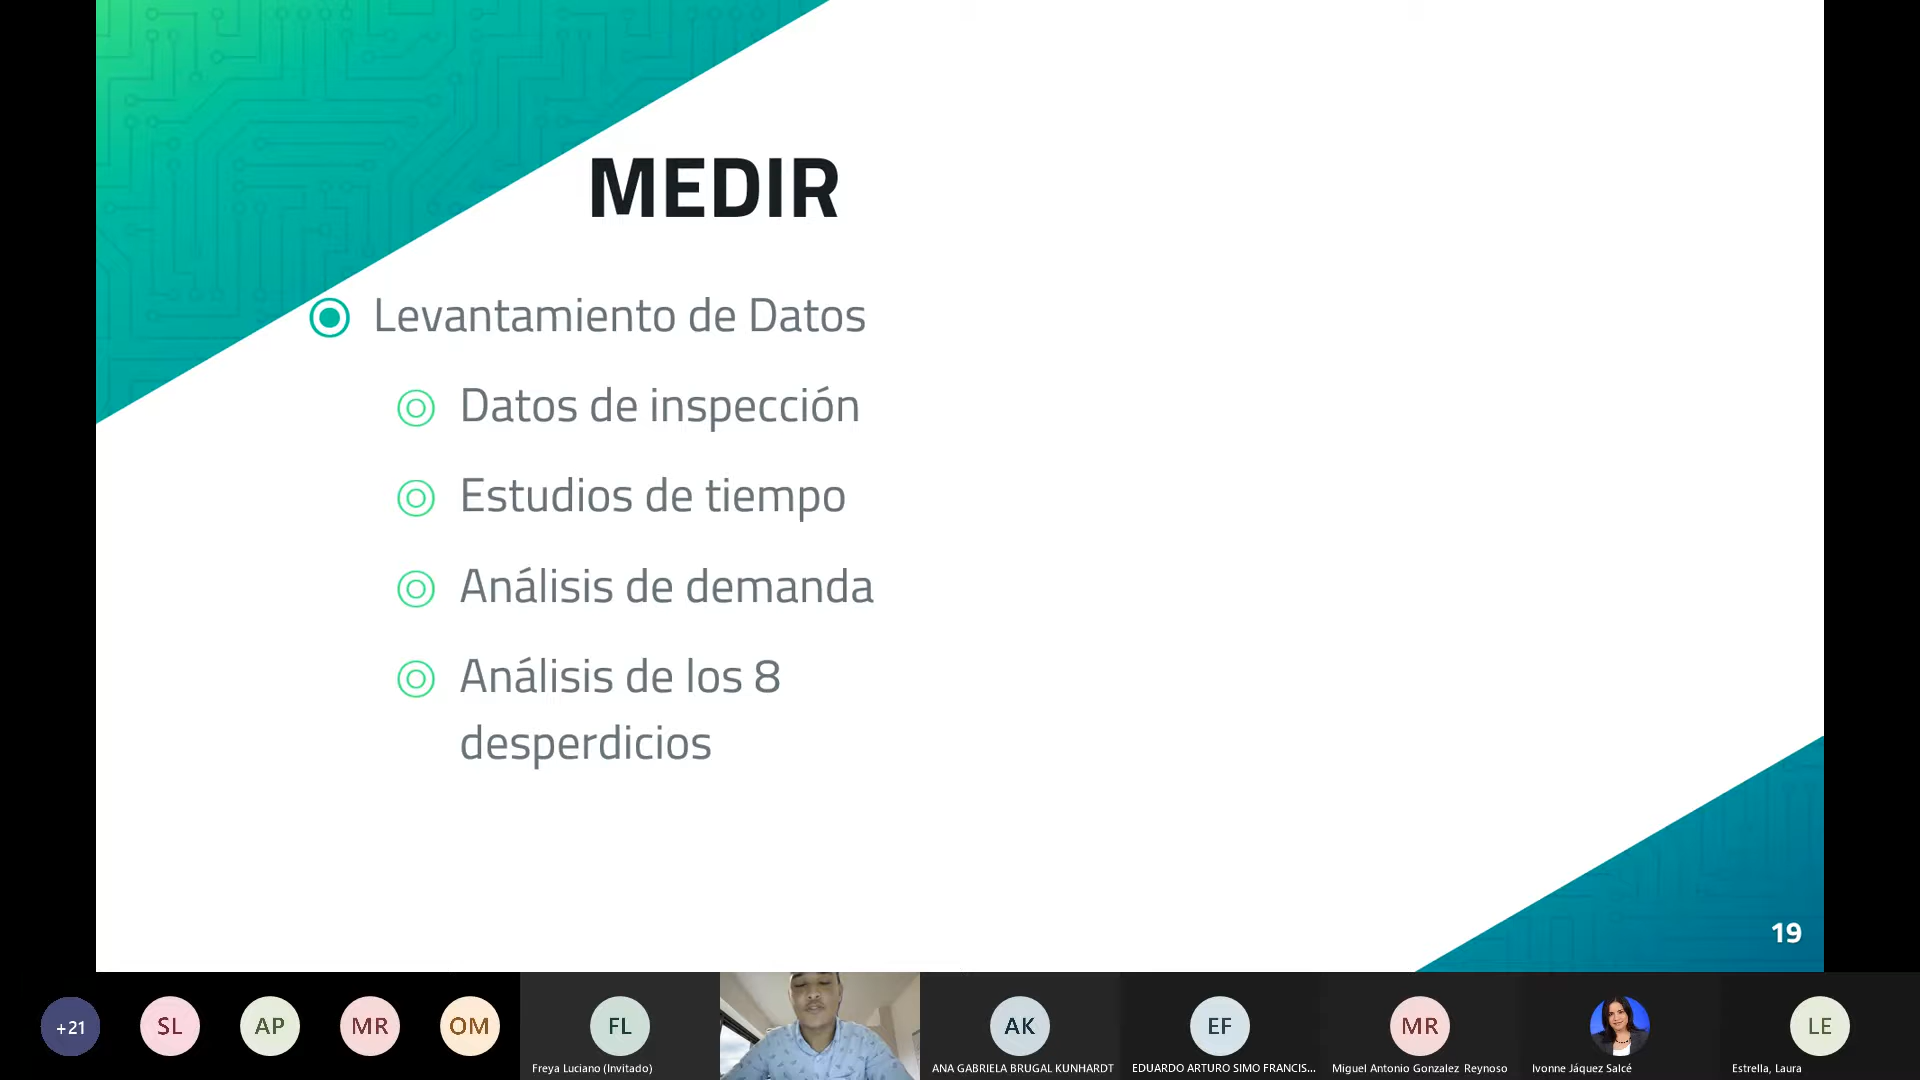 MEDIR
Levantamiento de Datos
Datos de inspección
Estudios de tiempo
Análisis de demanda
Análisis de los 8
desperdicios
19
+21
SL
AP
MR
OM
FL
Freya Luciano (Invitado)
AK
ANA GABRIELA BRUGAL KUNHARDT
EF
EDUARDO ARTURO SIMO FRANCIS...
MR
Miguel Antonio Gonzalez Reynoso
Ivonne Jáquez Salcé
LE
Estrella, Laura